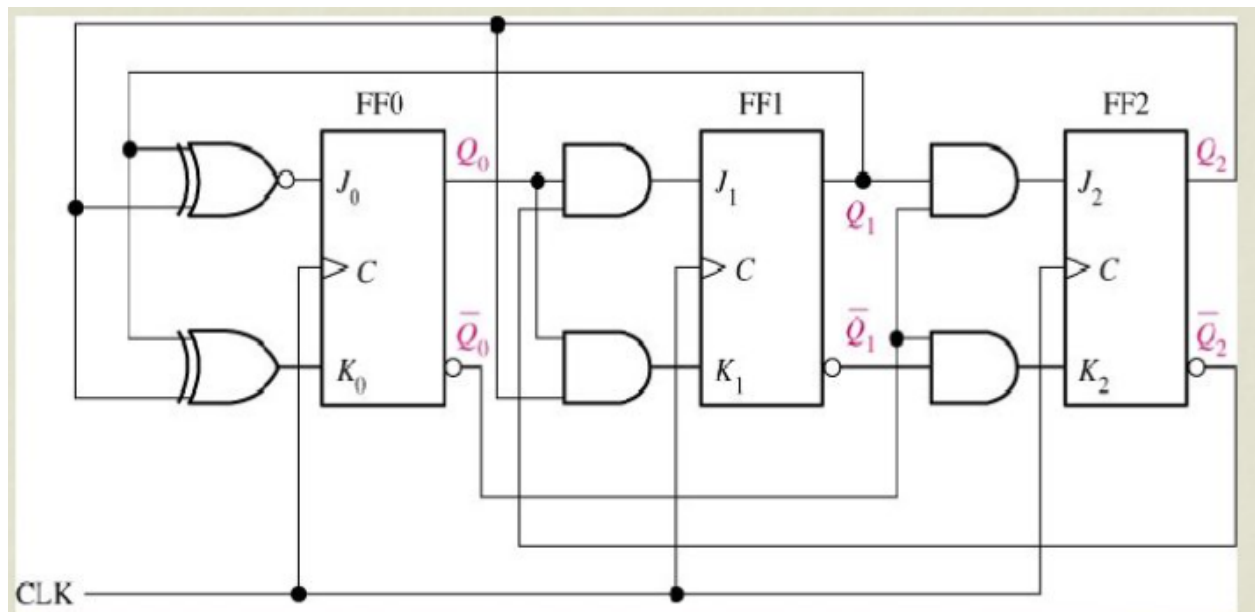 FF0 FF1 FF2
Q₀ Q₂
J₀ J₁ J₂
Q₁
C C C
Q̅₀ Q̅₁ Q̅₂
K₀ K₁ K₂
CLK